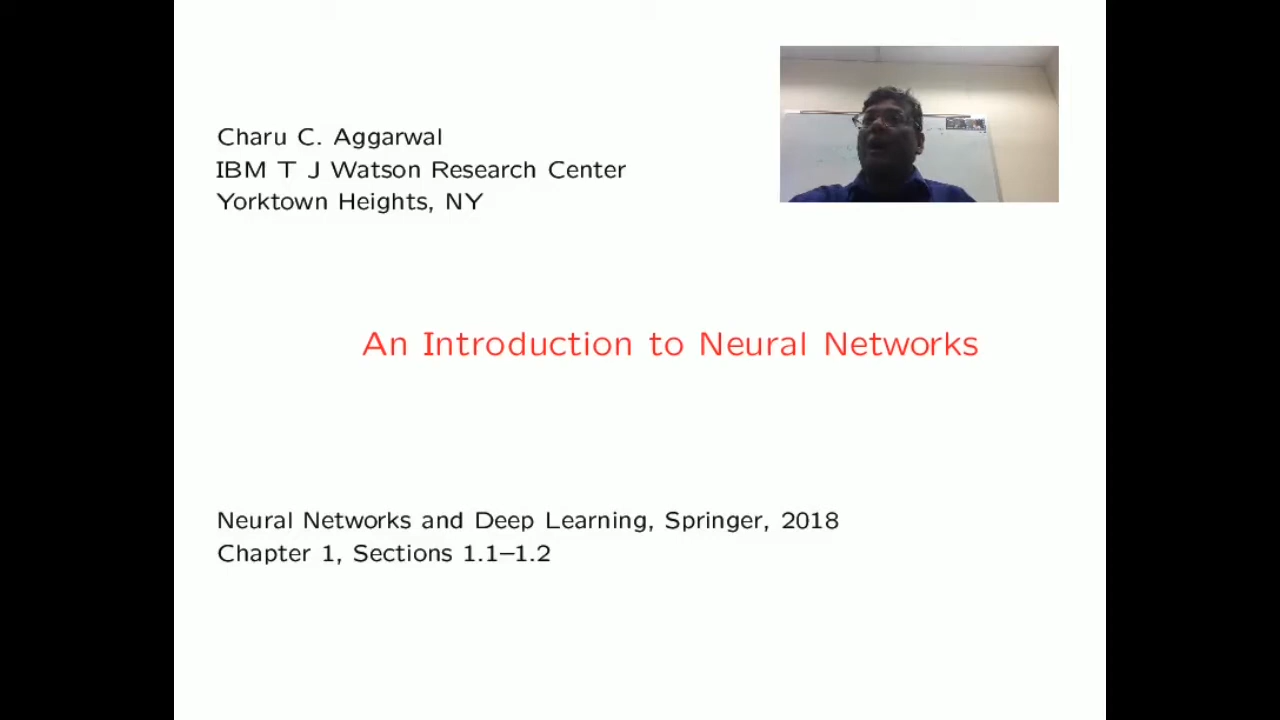 Charu C. Aggarwal
IBM T J Watson Research Center
Yorktown Heights, NY
An Introduction to Neural Networks
Neural Networks and Deep Learning, Springer, 2018
Chapter 1, Sections 1.1–1.2